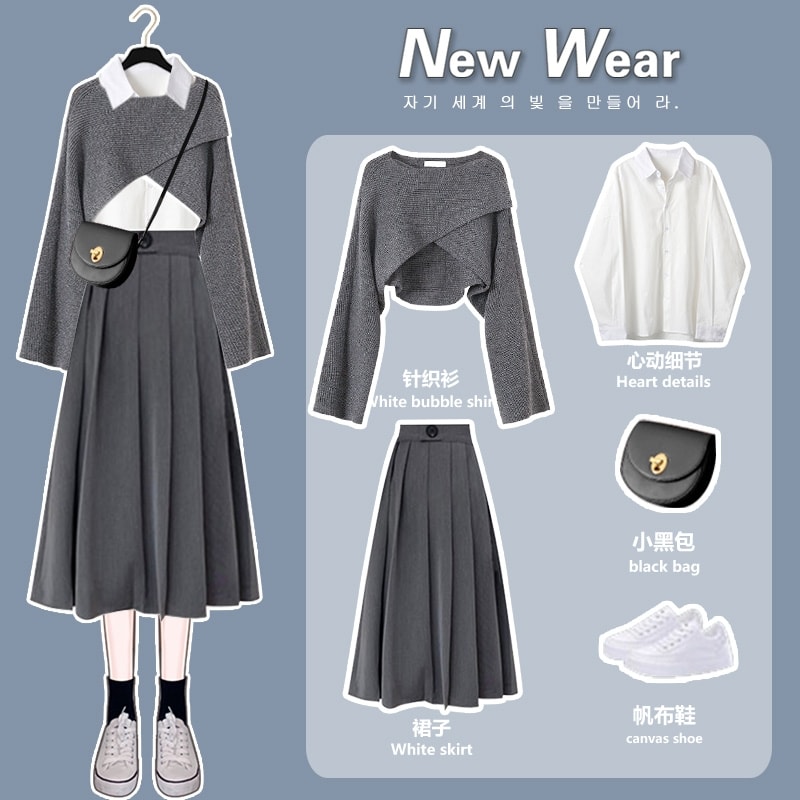 New Wear
자기 세계 의 빛 을 만들어 라.
针织衫
White bubble shir
心动细节
Heart details
小黑包
black bag
裙子
White skirt
帆布鞋
canvas shoe